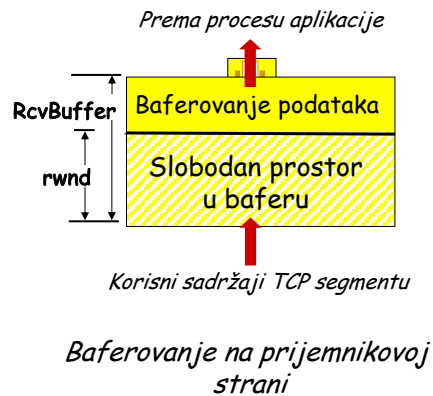 Prema procesu aplikacije
RcvBuffer
Baferovanje podataka
rwnd
Slobodan prostor
u baferu
Korisni sadržaji TCP segmentu
Baferovanje na prijemnikovoj
strani